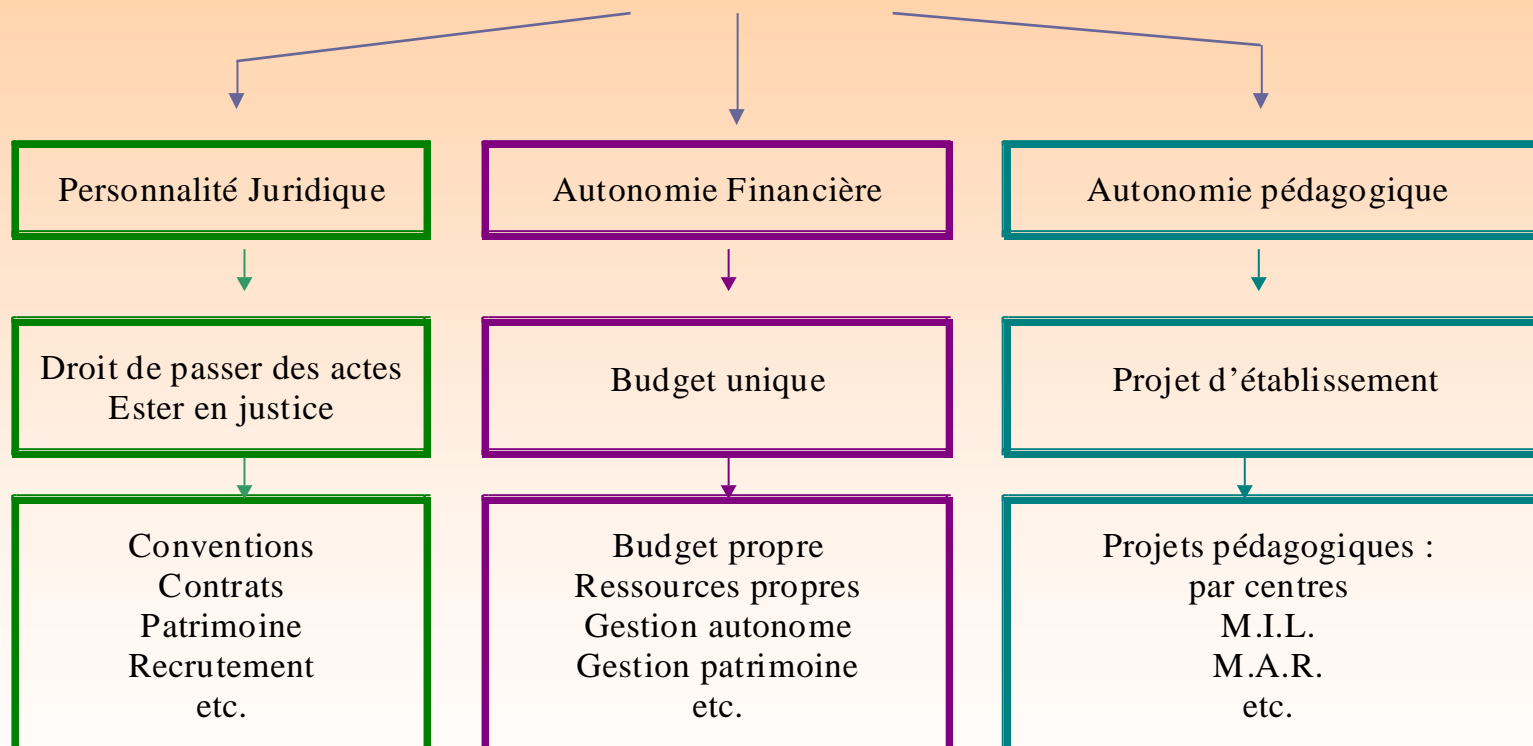 Personnalité Juridique
Autonomie Financière
Autonomie pédagogique
Droit de passer des actes
Ester en justice
Budget unique
Projet d’établissement
Conventions
Contrats
Patrimoine
Recrutement
etc.
Budget propre
Ressources propres
Gestion autonome
Gestion patrimoine
etc.
Projets pédagogiques :
par centres
M.I.L.
M.A.R.
etc.